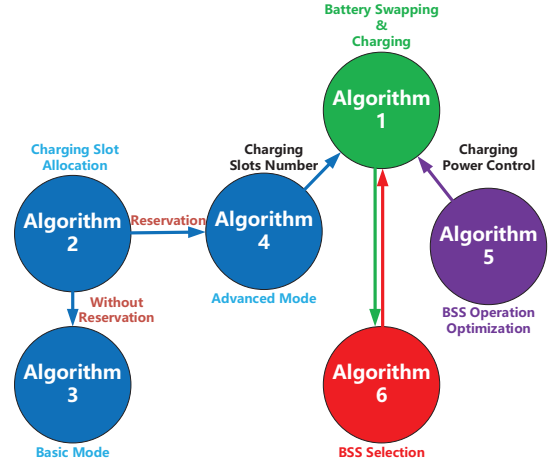 Battery Swapping
&
Charging
Algorithm
1
Charging Slot
Allocation
Charging
Slots Number
Charging
Power Control
Algorithm
2
Reservation
Algorithm
4
Algorithm
5
Without
Reservation
Advanced Mode
BSS Operation
Optimization
Algorithm
3
Algorithm
6
Basic Mode
BSS Selection